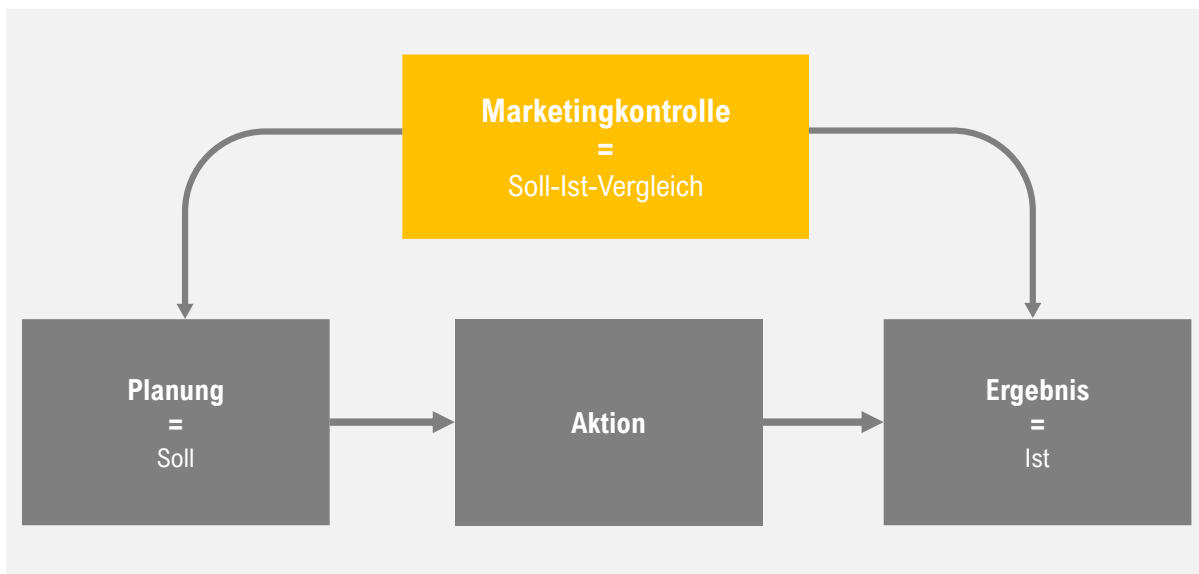 Marketingkontrolle
=
Soll-Ist-Vergleich
Planung
=
Soll
Aktion
Ergebnis
=
Ist